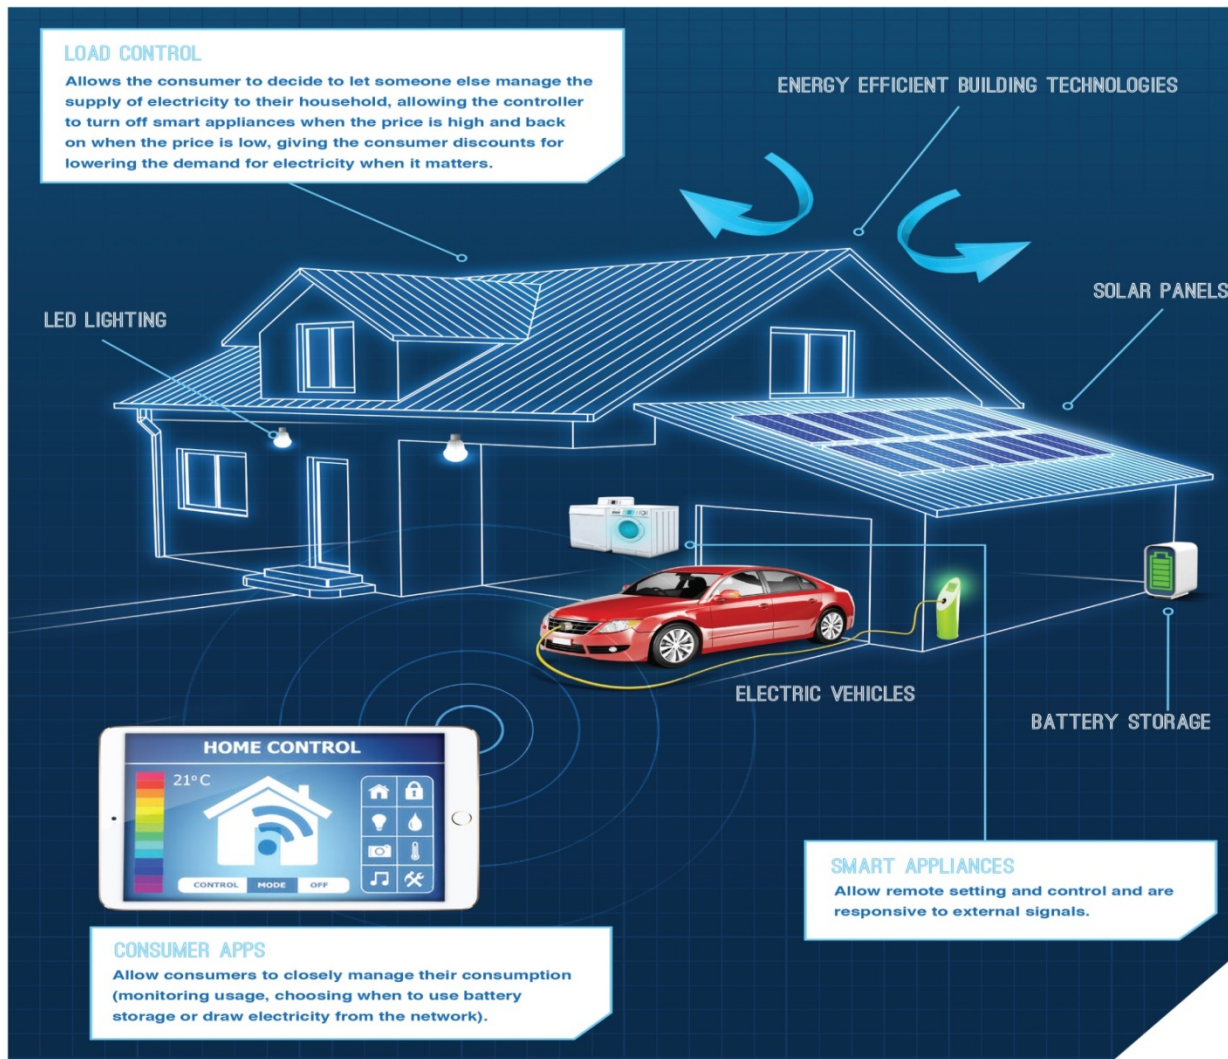 LOAD CONTROL
Allows the consumer to decide to let someone else manage the
supply of electricity to their household, allowing the controller
to turn off smart appliances when the price is high and back
on when the price is low, giving the consumer discounts for
lowering the demand for electricity when it matters.
ENERGY EFFICIENT BUILDING TECHNOLOGIES
SOLAR PANELS
LED LIGHTING
ELECTRIC VEHICLES
BATTERY STORAGE
HOME CONTROL
21°C
CONTROL MODE OFF
SMART APPLIANCES
Allow remote setting and control and are
responsive to external signals.
CONSUMER APPS
Allow consumers to closely manage their consumption
(monitoring usage, choosing when to use battery
storage or draw electricity from the network).